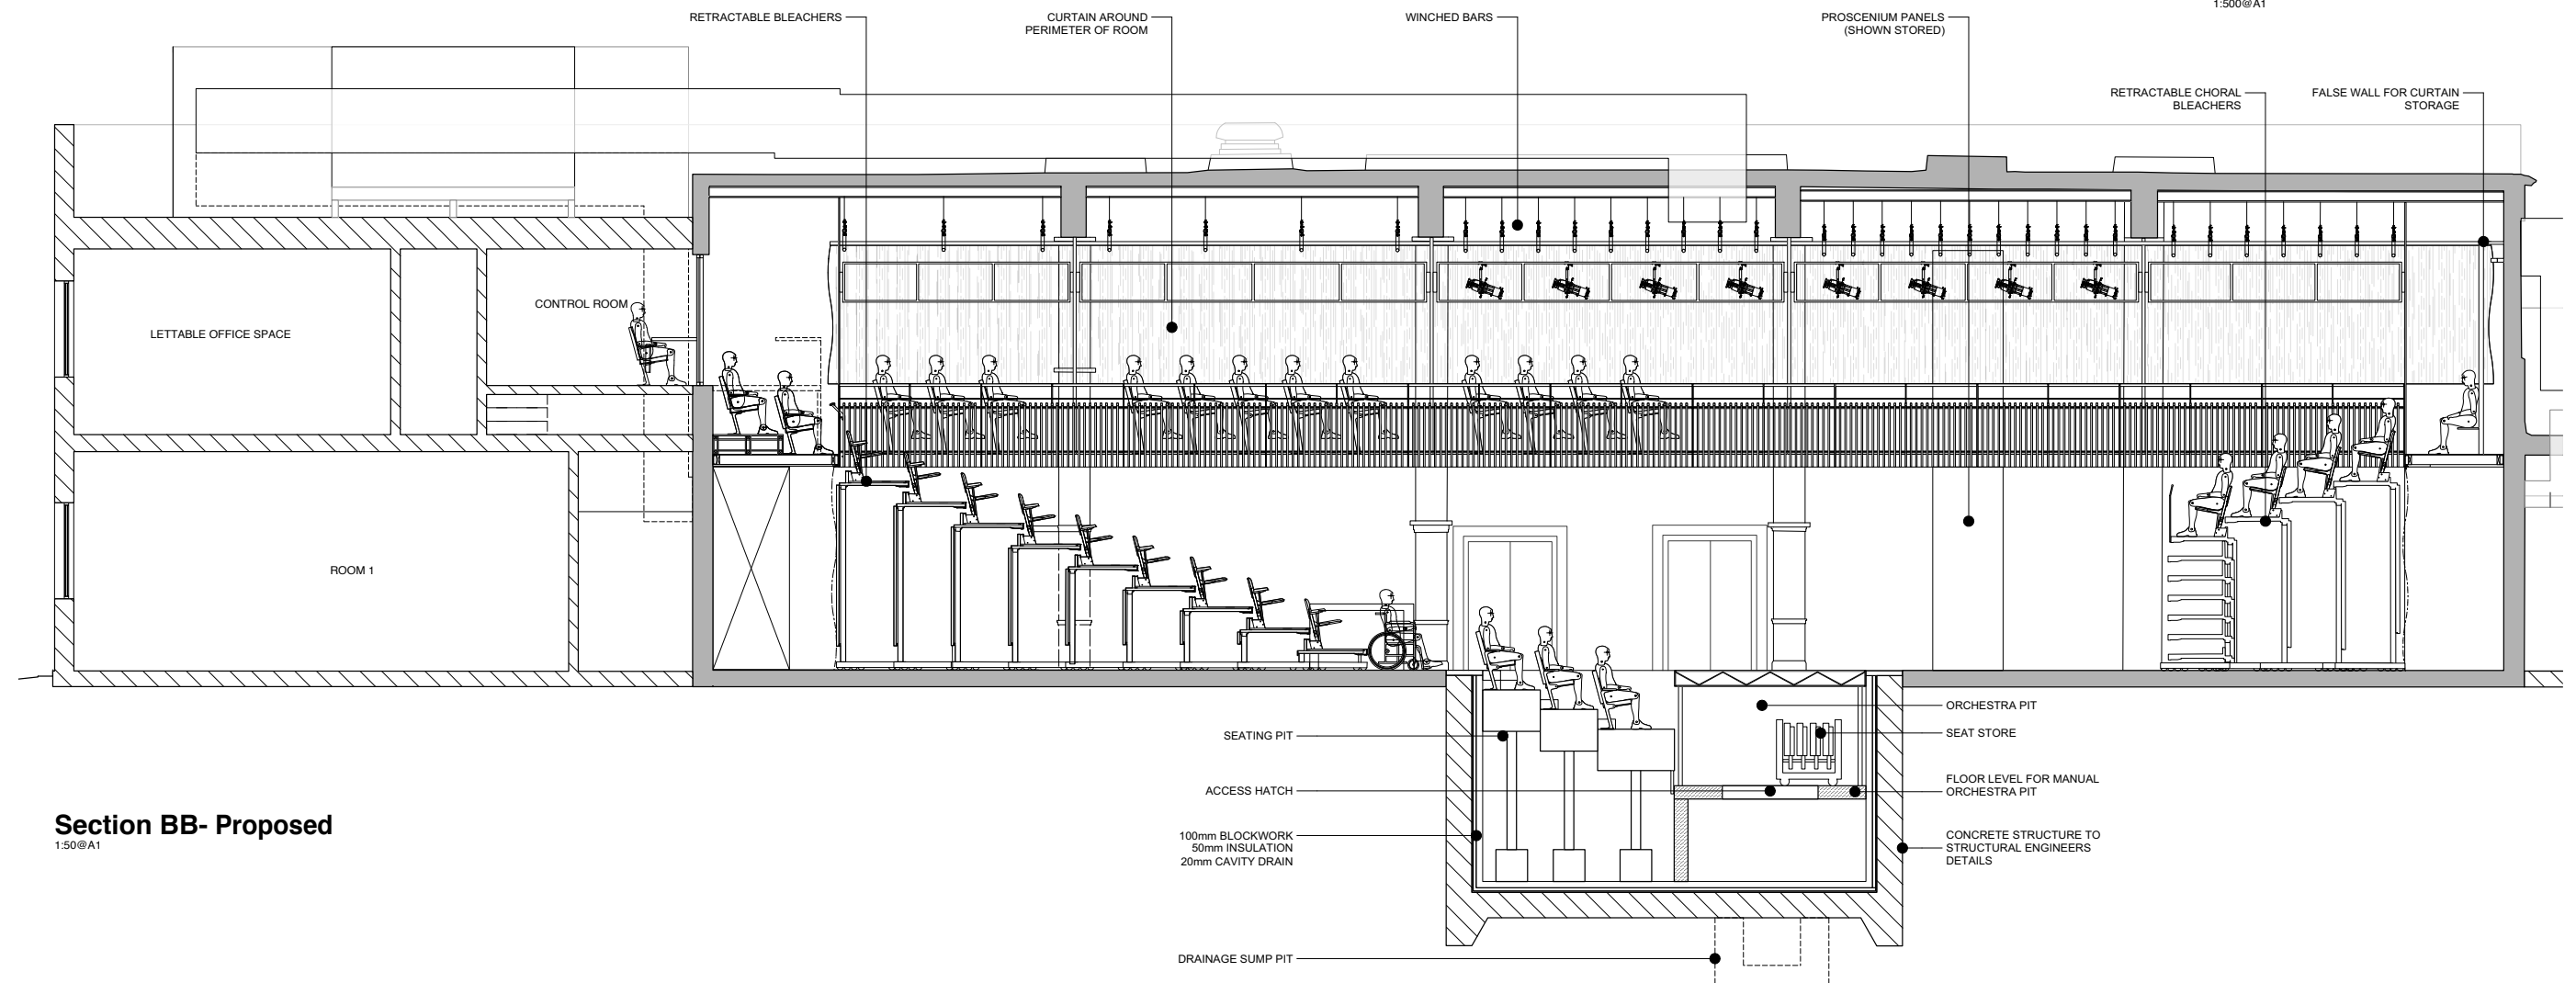 1:500@A1
RETRACTABLE BLEACHERS
CURTAIN AROUND
PERIMETER OF ROOM
WINCHED BARS
PROSCENIUM PANELS
(SHOWN STORED)
RETRACTABLE CHORAL
BLEACHERS
FALSE WALL FOR CURTAIN
STORAGE
CONTROL ROOM
LETTABLE OFFICE SPACE
ROOM 1
SEATING PIT
ACCESS HATCH
100mm BLOCKWORK
50mm INSULATION
20mm CAVITY DRAIN
DRAINAGE SUMP PIT
ORCHESTRA PIT
SEAT STORE
FLOOR LEVEL FOR MANUAL
ORCHESTRA PIT
CONCRETE STRUCTURE TO
STRUCTURAL ENGINEERS
DETAILS
Section BB- Proposed
1:50@A1